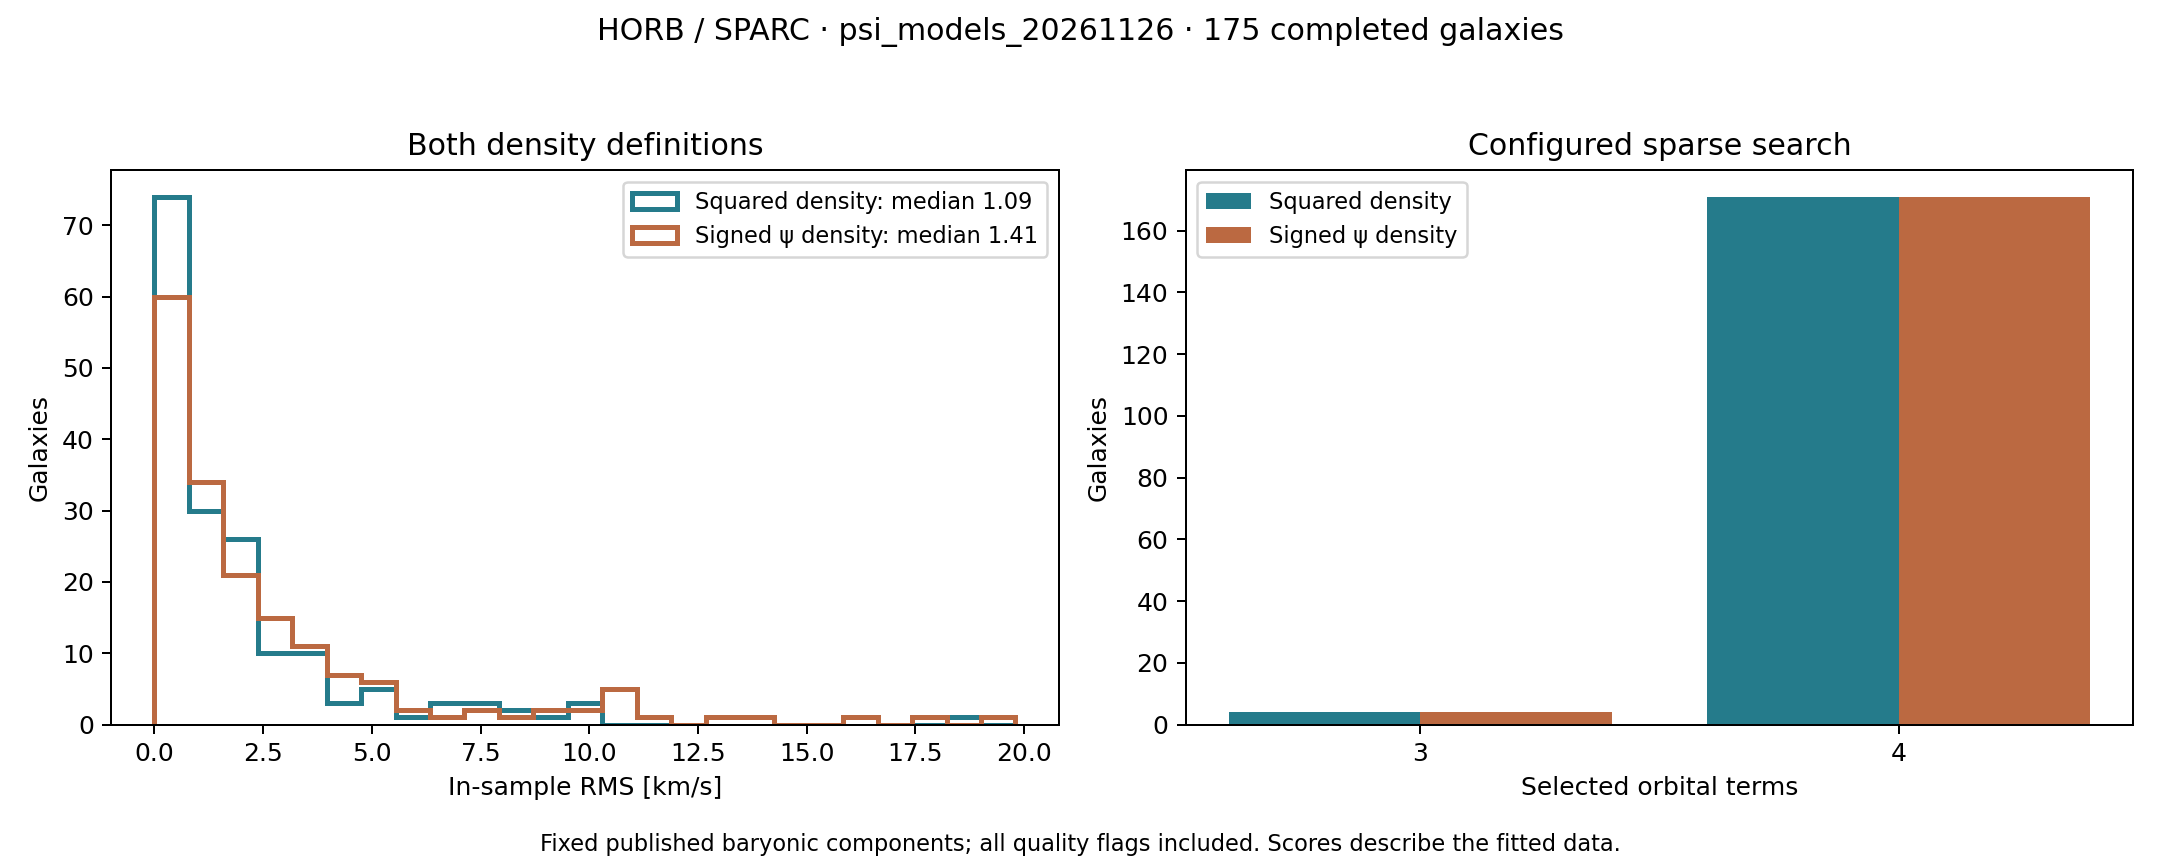 HORB / SPARC · psi_models_20261126 · 175 completed galaxies
Both density definitions
Squared density: median 1.09
Signed ψ density: median 1.41
Galaxies
70
60
50
40
30
20
10
0
0.0 2.5 5.0 7.5 10.0 12.5 15.0 17.5 20.0
In-sample RMS [km/s]
Configured sparse search
Squared density
Signed ψ density
Galaxies
160
140
120
100
80
60
40
20
0
3 4
Selected orbital terms
Fixed published baryonic components; all quality flags included. Scores describe the fitted data.